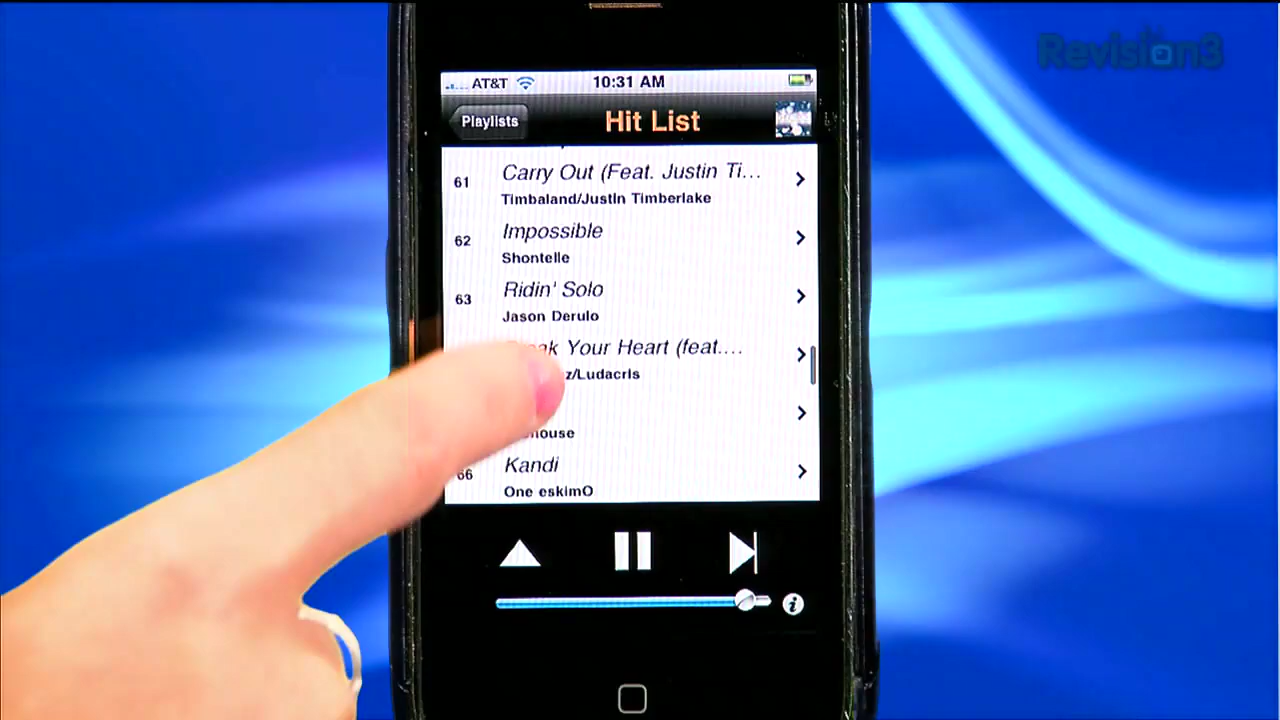 Revision3
AT&T 10:31 AM
Playlists Hit List
61 Carry Out (Feat. Justin Ti...
Timbaland/Justin Timberlake
62 Impossible
Shontelle
63 Ridin' Solo
Jason Derulo
Your Heart (feat....
/Ludacris
66 Kandi
One eskimO